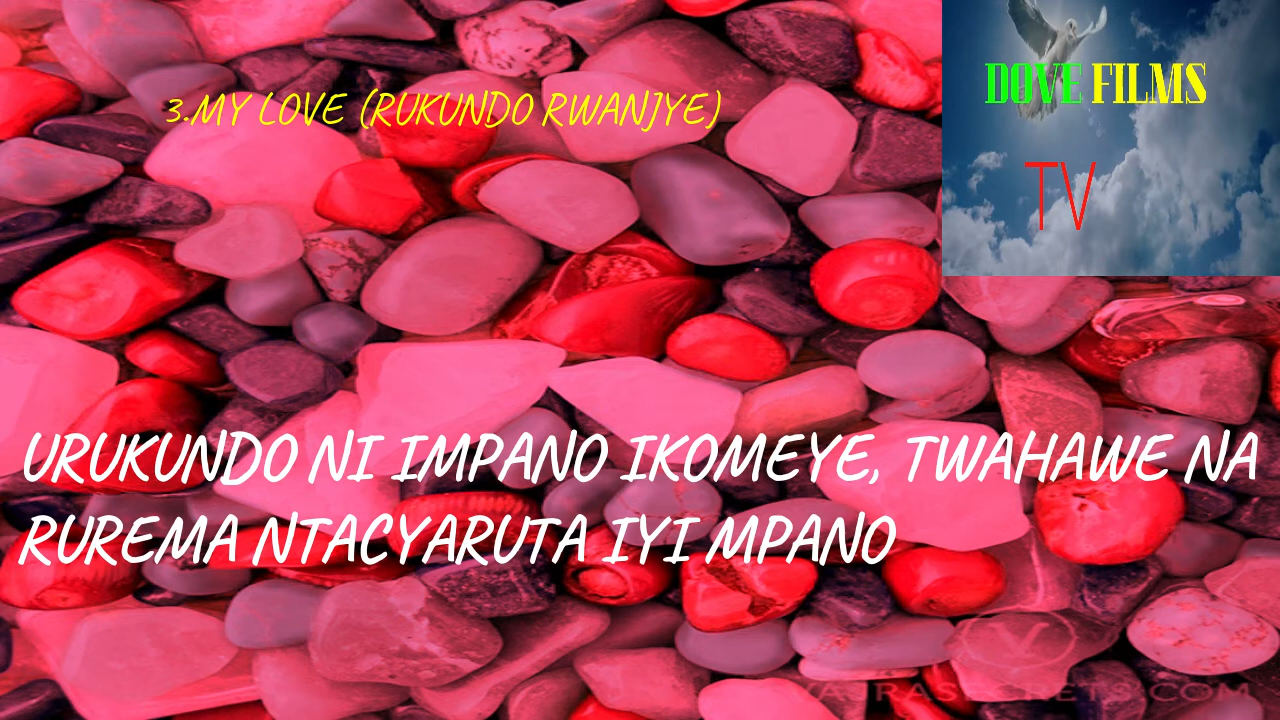 3.MY LOVE (RUKUNDO RWANJYE)
DOVE FILMS
TV
URUKUNDO NI IMPANO IKOMEYE, TWAHAWE NA
RUREMA NTACYARUTA IYI MPANO